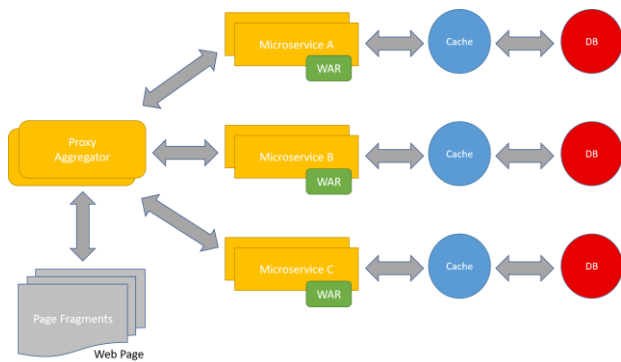 Microservice A
WAR
Cache
DB
Proxy
Aggregator
Microservice B
WAR
Cache
DB
Microservice C
WAR
Cache
DB
Page Fragments
Web Page